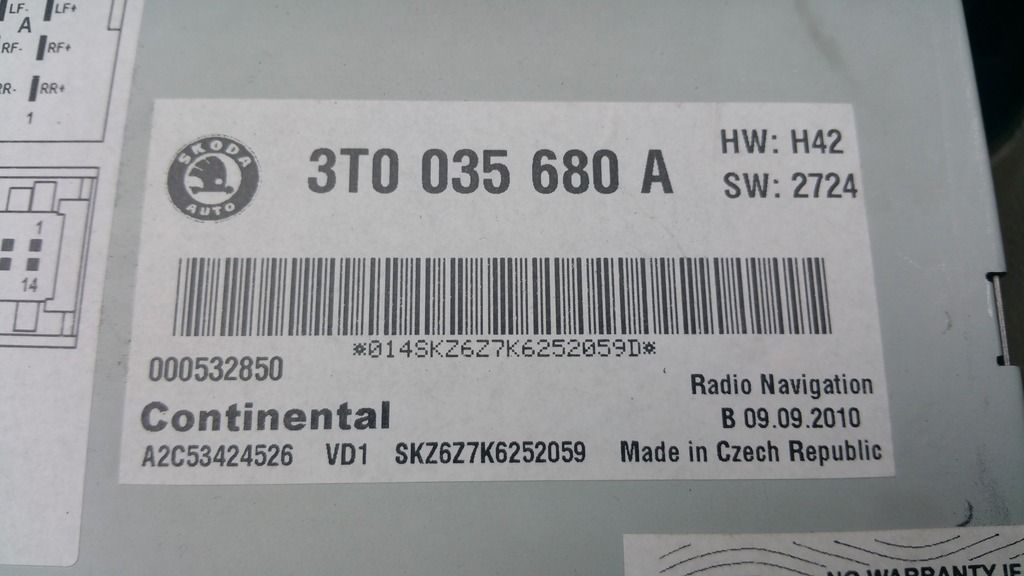 LF- LF+
A
RF- RF+
RR- RR+
1
1
14
SKODA
AUTO
3T0 035 680 A
HW: H42
SW: 2724
*014SKZ6Z7K6252059D*
000532850
Radio Navigation
Continental
B 09.09.2010
A2C53424526 VD1 SKZ6Z7K6252059 Made in Czech Republic
NO WARRANTY IF